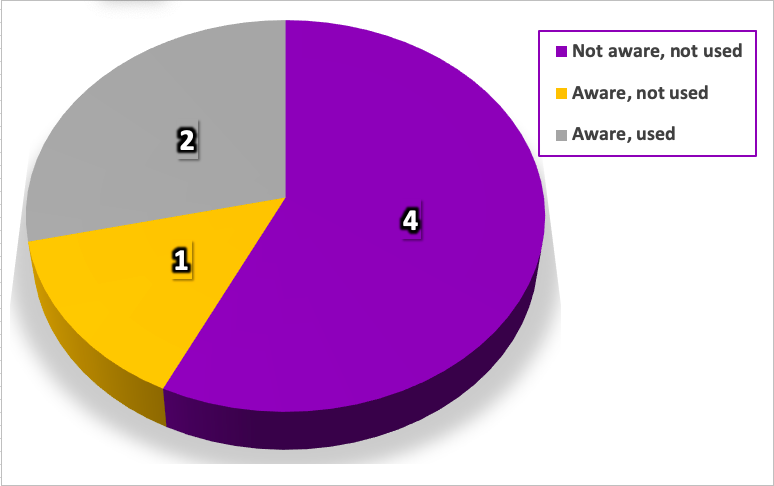 Not aware, not used
Aware, not used
Aware, used
2
4
1